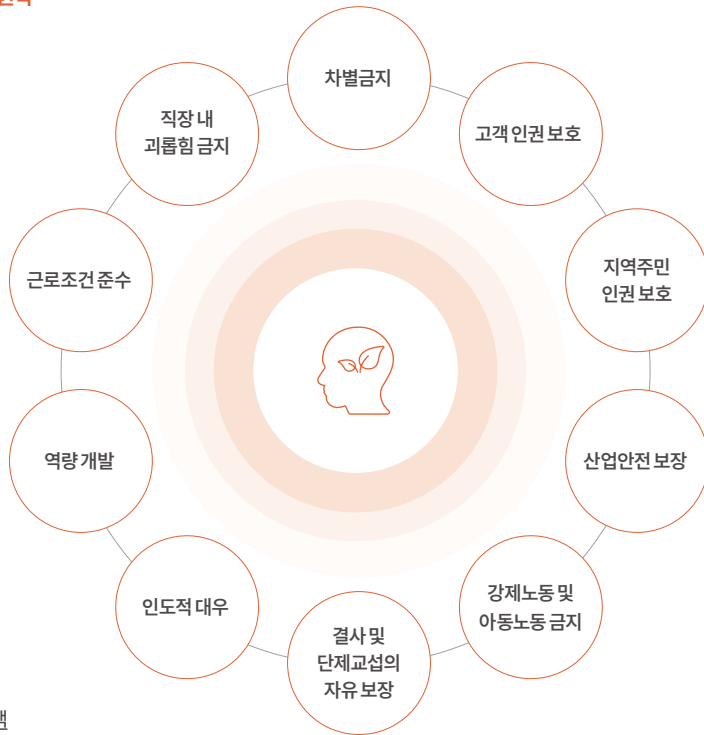 차별금지
고객 인권 보호
지역주민
인권 보호
산업안전 보장
강제노동 및
아동노동 금지
결사 및
단체교섭의
자유 보장
인도적 대우
역량 개발
근로조건 준수
직장 내
괴롭힘 금지